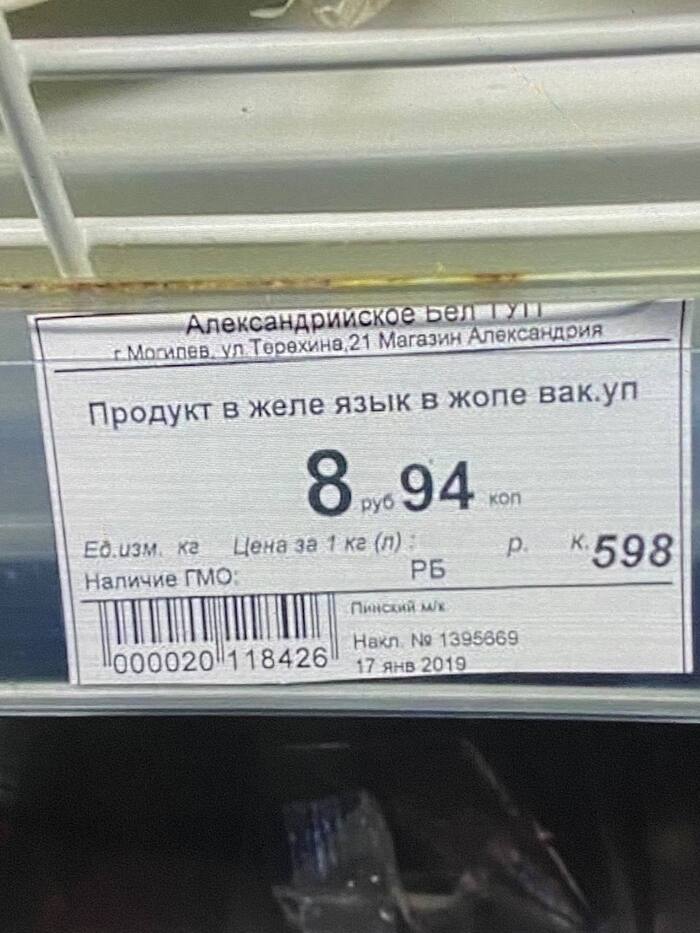 Александрийское Бел ТУП
г.Могилев, ул.Терехина,21 Магазин Александрия
Продукт в желе язык в жопе вак.уп
8 руб 94 коп
Ед.изм. кг Цена за 1 кг (л) : р. к. 598
Наличие ГМО: РБ
Пинский м/к
000020 118426
Накл. № 1395669
17 янв 2019